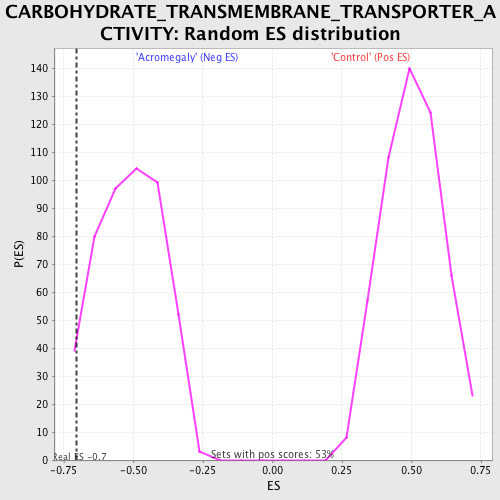 CARBOHYDRATE_TRANSMEMBRANE_TRANSPORTER_A
CTIVITY: Random ES distribution
'Acromegaly' (Neg ES)
'Control' (Pos ES)
140
130
120
110
100
90
80
70
60
50
40
30
20
10
0
P(ES)
Real ES -0.7
Sets with pos scores: 53%
-0.75
-0.50
-0.25
0.00
0.25
0.50
0.75
ES